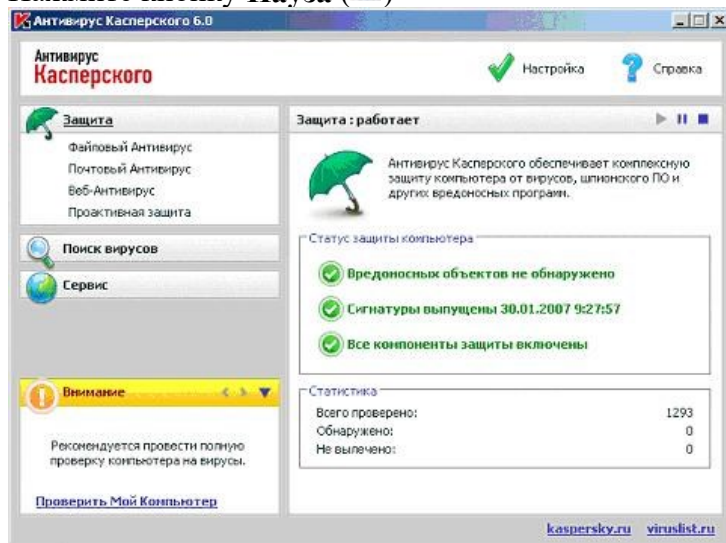 Нажмите кнопку Пауза
Антивирус Касперского 6.0
Антивирус
Касперского
Настройка
Справка
Защита
Файловый Антивирус
Почтовый Антивирус
Веб-Антивирус
Проактивная защита
Поиск вирусов
Сервис
Внимание
Рекомендуется провести полную
проверку компьютера на вирусы.
Проверить Мой Компьютер
Защита : работает
Антивирус Касперского обеспечивает комплексную
защиту компьютера от вирусов, шпионского ПО и
других вредоносных программ.
Статус защиты компьютера
Вредоносных объектов не обнаружено
Сигнатуры выпущены 30.01.2007 9:27:57
Все компоненты защиты включены
Статистика
Всего проверено: 1293
Обнаружено: 0
Не вылечено: 0
kaspersky.ru viruslist.ru